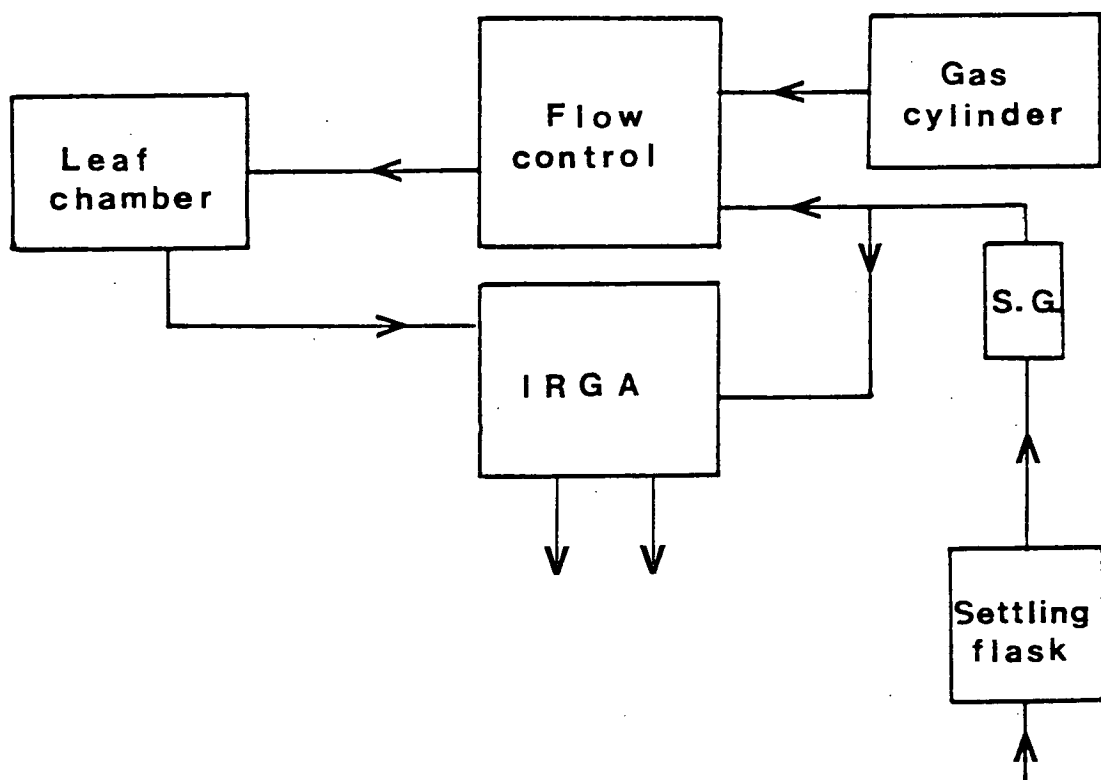 Gas
cylinder
Flow
control
Leaf
chamber
S.G.
IRGA
Settling
flask